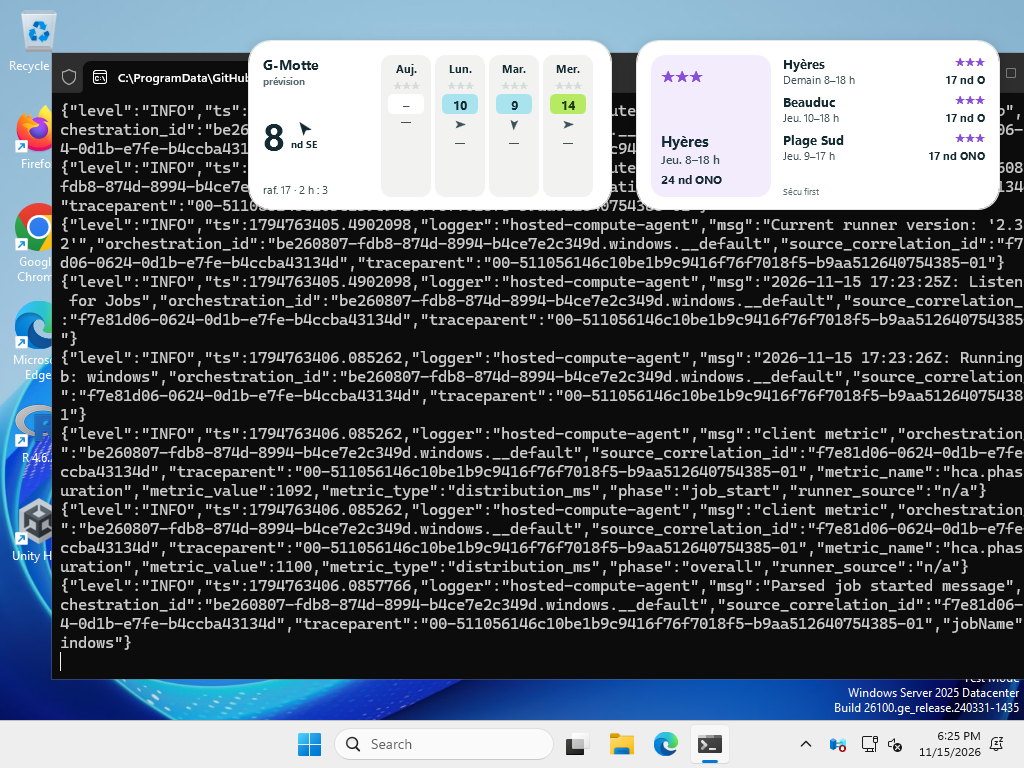 Recycle
Firefo
Googl
Chrom
Micros
Edge
R 4.6.
Unity H
C:\ProgramData\GitHub
G-Motte
prévision
8
nd SE
raf. 17 · 2 h : 3
Auj. Lun. Mar. Mer.
– 10 9 14
— — — —
Hyères
Jeu. 8–18 h
24 nd ONO
Hyères
Demain 8–18 h 17 nd O
Beauduc
Jeu. 10–18 h 17 nd O
Plage Sud
Jeu. 9–17 h 17 nd ONO
Sécu first
{"level":"INFO","ts":
chestration_id":"be260
4-0d1b-e7fe-b4ccba4313
{"level":"INFO","ts":
fdb8-874d-8994-b4ce7e2
"traceparent":"00-511056146c10be1b9c9416f76f7018f5-b9aa512640754385-01"}
{"level":"INFO","ts":1794763405.4902098,"logger":"hosted-compute-agent","msg":"Current runner version: '2.3
2'","orchestration_id":"be260807-fdb8-874d-8994-b4ce7e2c349d.windows.__default","source_correlation_id":"f7
d06-0624-0d1b-e7fe-b4ccba43134d","traceparent":"00-511056146c10be1b9c9416f76f7018f5-b9aa512640754385-01"}
{"level":"INFO","ts":1794763405.4902098,"logger":"hosted-compute-agent","msg":"2026-11-15 17:23:25Z: Listen
for Jobs","orchestration_id":"be260807-fdb8-874d-8994-b4ce7e2c349d.windows.__default","source_correlation_
:"f7e81d06-0624-0d1b-e7fe-b4ccba43134d","traceparent":"00-511056146c10be1b9c9416f76f7018f5-b9aa512640754385
"}
{"level":"INFO","ts":1794763406.085262,"logger":"hosted-compute-agent","msg":"2026-11-15 17:23:26Z: Running
b: windows","orchestration_id":"be260807-fdb8-874d-8994-b4ce7e2c349d.windows.__default","source_correlation
:"f7e81d06-0624-0d1b-e7fe-b4ccba43134d","traceparent":"00-511056146c10be1b9c9416f76f7018f5-b9aa51264075438
1"}
{"level":"INFO","ts":1794763406.085262,"logger":"hosted-compute-agent","msg":"client metric","orchestration
":"be260807-fdb8-874d-8994-b4ce7e2c349d.windows.__default","source_correlation_id":"f7e81d06-0624-0d1b-e7fe
ccba43134d","traceparent":"00-511056146c10be1b9c9416f76f7018f5-b9aa512640754385-01","metric_name":"hca.phas
uration","metric_value":1092,"metric_type":"distribution_ms","phase":"job_start","runner_source":"n/a"}
{"level":"INFO","ts":1794763406.085262,"logger":"hosted-compute-agent","msg":"client metric","orchestration
":"be260807-fdb8-874d-8994-b4ce7e2c349d.windows.__default","source_correlation_id":"f7e81d06-0624-0d1b-e7fe
ccba43134d","traceparent":"00-511056146c10be1b9c9416f76f7018f5-b9aa512640754385-01","metric_name":"hca.phas
uration","metric_value":1100,"metric_type":"distribution_ms","phase":"overall","runner_source":"n/a"}
{"level":"INFO","ts":1794763406.0857766,"logger":"hosted-compute-agent","msg":"Parsed job started message",
chestration_id":"be260807-fdb8-874d-8994-b4ce7e2c349d.windows.__default","source_correlation_id":"f7e81d06-
4-0d1b-e7fe-b4ccba43134d","traceparent":"00-511056146c10be1b9c9416f76f7018f5-b9aa512640754385-01","jobName"
indows"}
Test Mode
Windows Server 2025 Datacenter
Build 26100.ge_release.240331-1435
Search
6:25 PM
11/15/2026